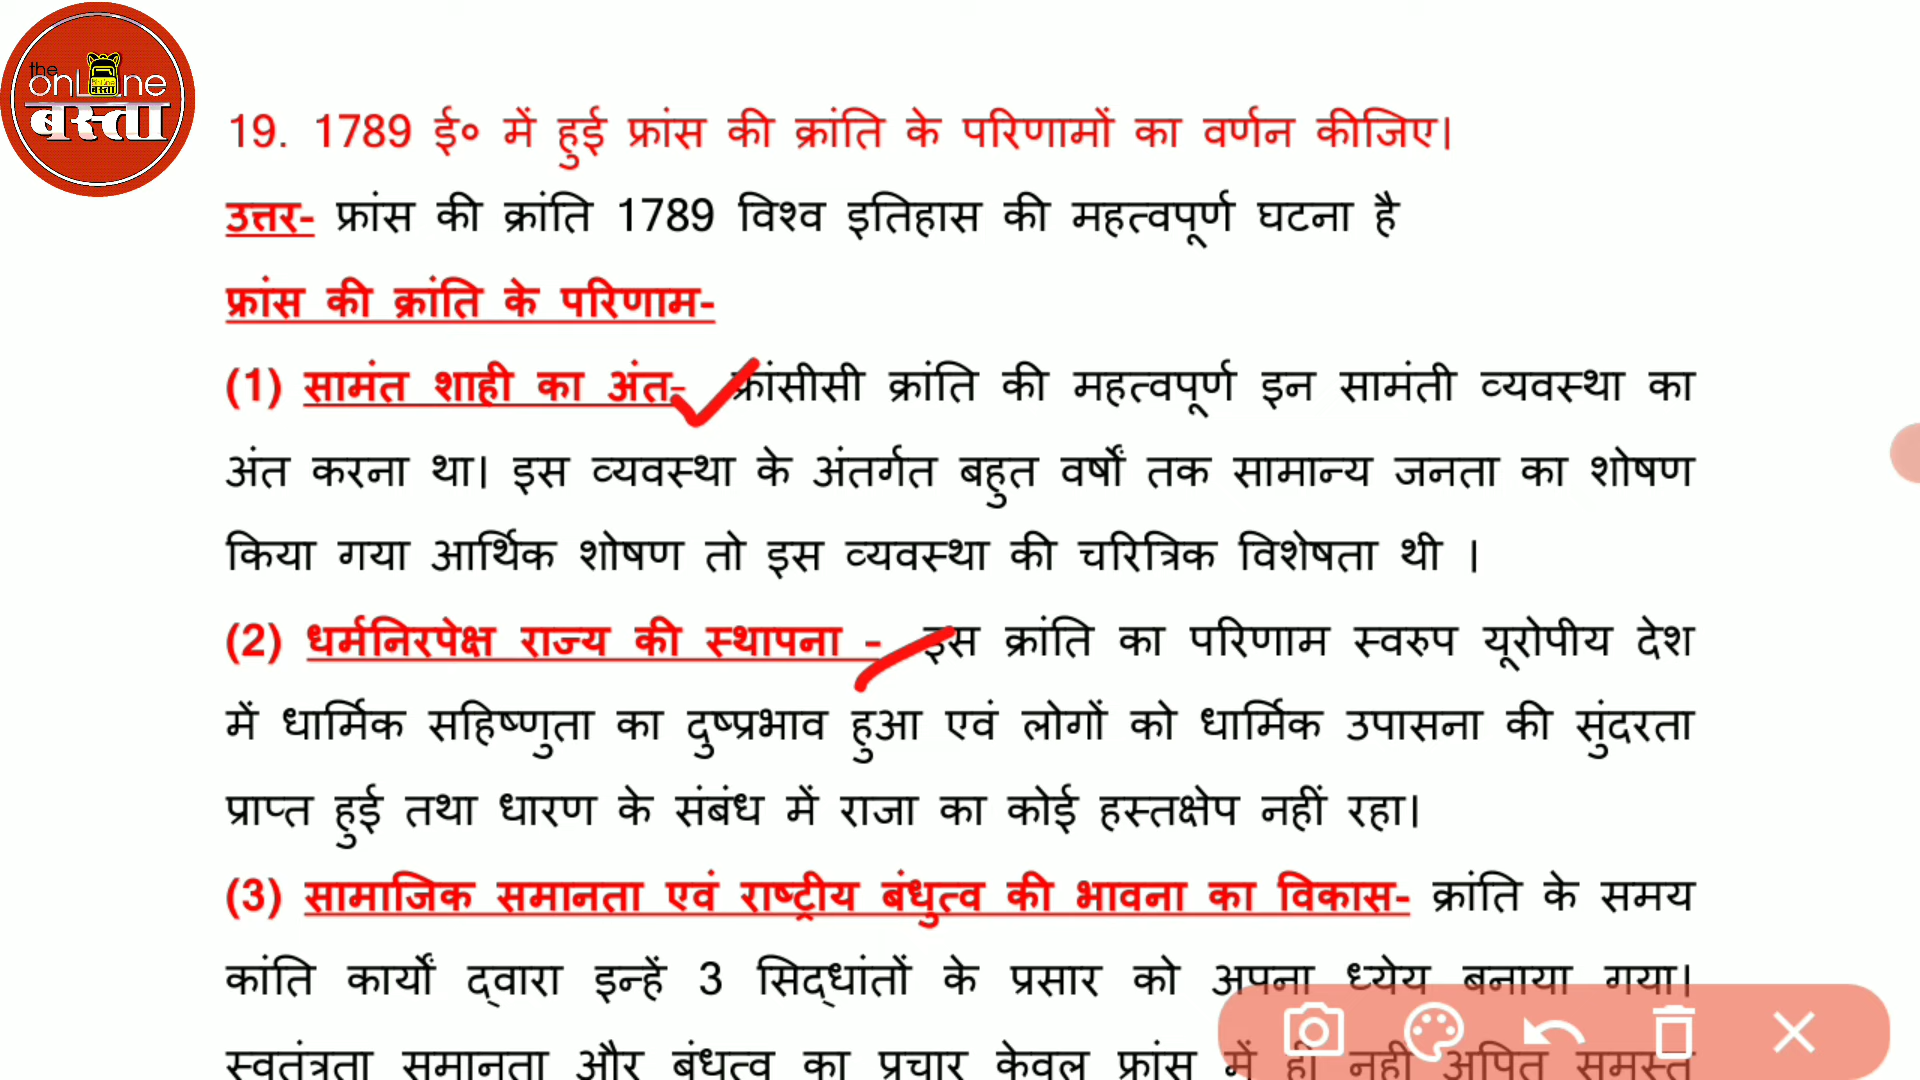 the
onLine
बस्ता
19. 1789 ई० में हुई फ्रांस की क्रांति के परिणामों का वर्णन कीजिए।
उत्तर- फ्रांस की क्रांति 1789 विश्व इतिहास की महत्वपूर्ण घटना है
फ्रांस की क्रांति के परिणाम-
(1) सामंत शाही का अंत- फ्रांसीसी क्रांति की महत्वपूर्ण इन सामंती व्यवस्था का
अंत करना था। इस व्यवस्था के अंतर्गत बहुत वर्षों तक सामान्य जनता का शोषण
किया गया आर्थिक शोषण तो इस व्यवस्था की चरित्रिक विशेषता थी ।
(2) धर्मनिरपेक्ष राज्य की स्थापना - इस क्रांति का परिणाम स्वरुप यूरोपीय देश
में धार्मिक सहिष्णुता का दुष्प्रभाव हुआ एवं लोगों को धार्मिक उपासना की सुंदरता
प्राप्त हुई तथा धारण के संबंध में राजा का कोई हस्तक्षेप नहीं रहा।
(3) सामाजिक समानता एवं राष्ट्रीय बंधुत्व की भावना का विकास- क्रांति के समय
कांति कार्यों द्वारा इन्हें 3 सिद्धांतों के प्रसार को अपना ध्येय बनाया गया।
स्वतंत्रता समानता और बंधुत्व का प्रचार केवल फ्रांस में ही नही अपित समस्त